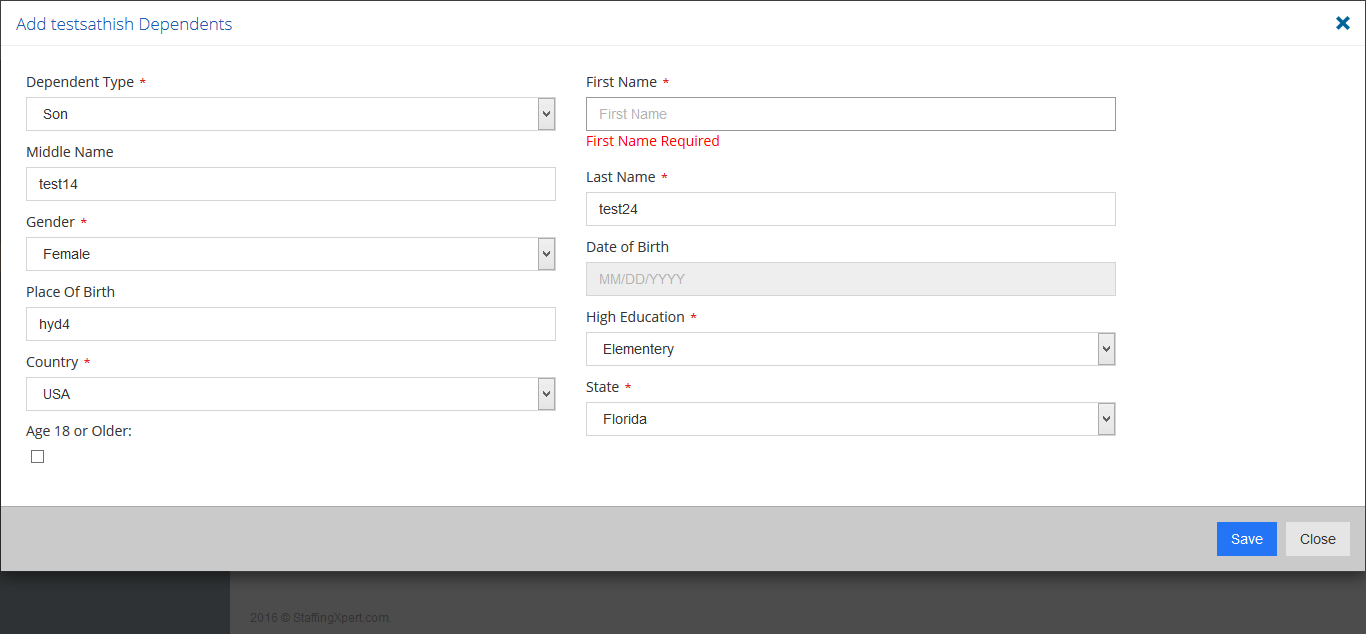 Add testsathish Dependents
Dependent Type *
Son
Middle Name
test14
Gender *
Female
Place Of Birth
hyd4
Country *
USA
Age 18 or Older:
First Name *
First Name
First Name Required
Last Name *
test24
Date of Birth
MM/DD/YYYY
High Education *
Elementery
State *
Florida
Save
Close
2016 © StaffingXpert.com.